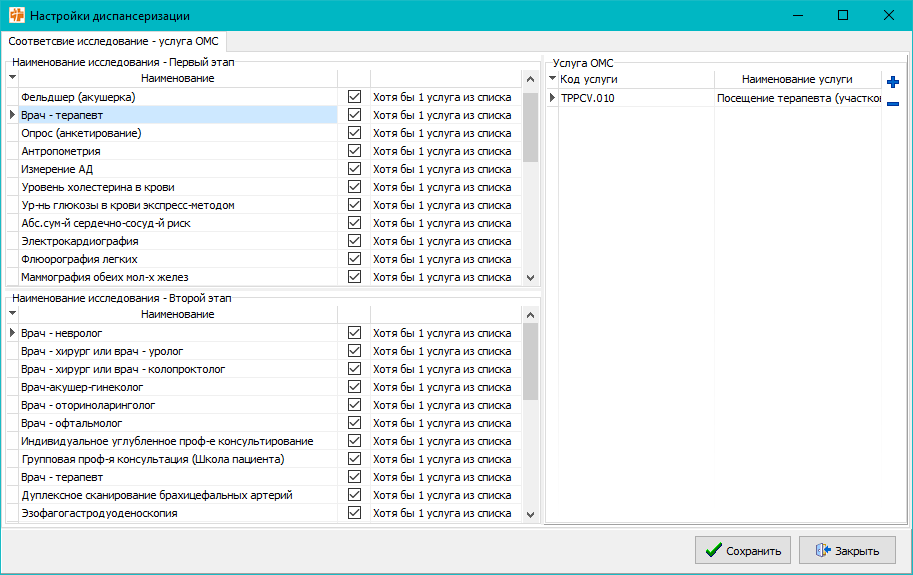 Настройки диспансеризации
Соответсвие исследование - услуга ОМС
Наименование исследования - Первый этап
Наименование
Фельдшер (акушерка) Хотя бы 1 услуга из списка
Врач - терапевт Хотя бы 1 услуга из списка
Опрос (анкетирование) Хотя бы 1 услуга из списка
Антропометрия Хотя бы 1 услуга из списка
Измерение АД Хотя бы 1 услуга из списка
Уровень холестерина в крови Хотя бы 1 услуга из списка
Ур-нь глюкозы в крови экспресс-методом Хотя бы 1 услуга из списка
Абс.сум-й сердечно-сосуд-й риск Хотя бы 1 услуга из списка
Электрокардиография Хотя бы 1 услуга из списка
Флюорография легких Хотя бы 1 услуга из списка
Маммография обеих мол-х желез Хотя бы 1 услуга из списка
Наименование исследования - Второй этап
Наименование
Врач - невролог Хотя бы 1 услуга из списка
Врач - хирург или врач - уролог Хотя бы 1 услуга из списка
Врач - хирург или врач - колопроктолог Хотя бы 1 услуга из списка
Врач-акушер-гинеколог Хотя бы 1 услуга из списка
Врач - оториноларинголог Хотя бы 1 услуга из списка
Врач - офтальмолог Хотя бы 1 услуга из списка
Индивидуальное углубленное проф-е консультирование Хотя бы 1 услуга из списка
Групповая проф-я консультация (Школа пациента) Хотя бы 1 услуга из списка
Врач - терапевт Хотя бы 1 услуга из списка
Дуплексное сканирование брахицефальных артерий Хотя бы 1 услуга из списка
Эзофагогастродуоденоскопия Хотя бы 1 услуга из списка
Услуга ОМС
Код услуги Наименование услуги
TPPCV.010 Посещение терапевта (участков
Сохранить Закрыть